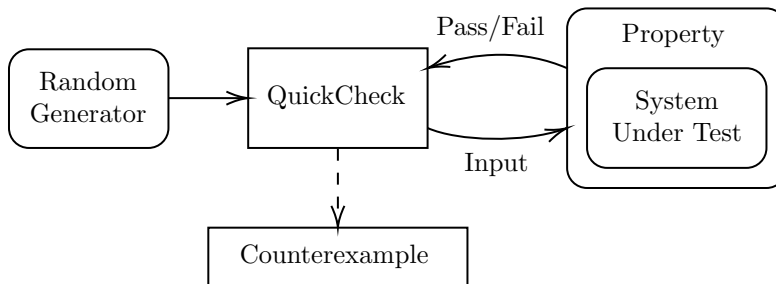 Pass/Fail
Property
Random
Generator
QuickCheck
System
Under Test
Input
Counterexample